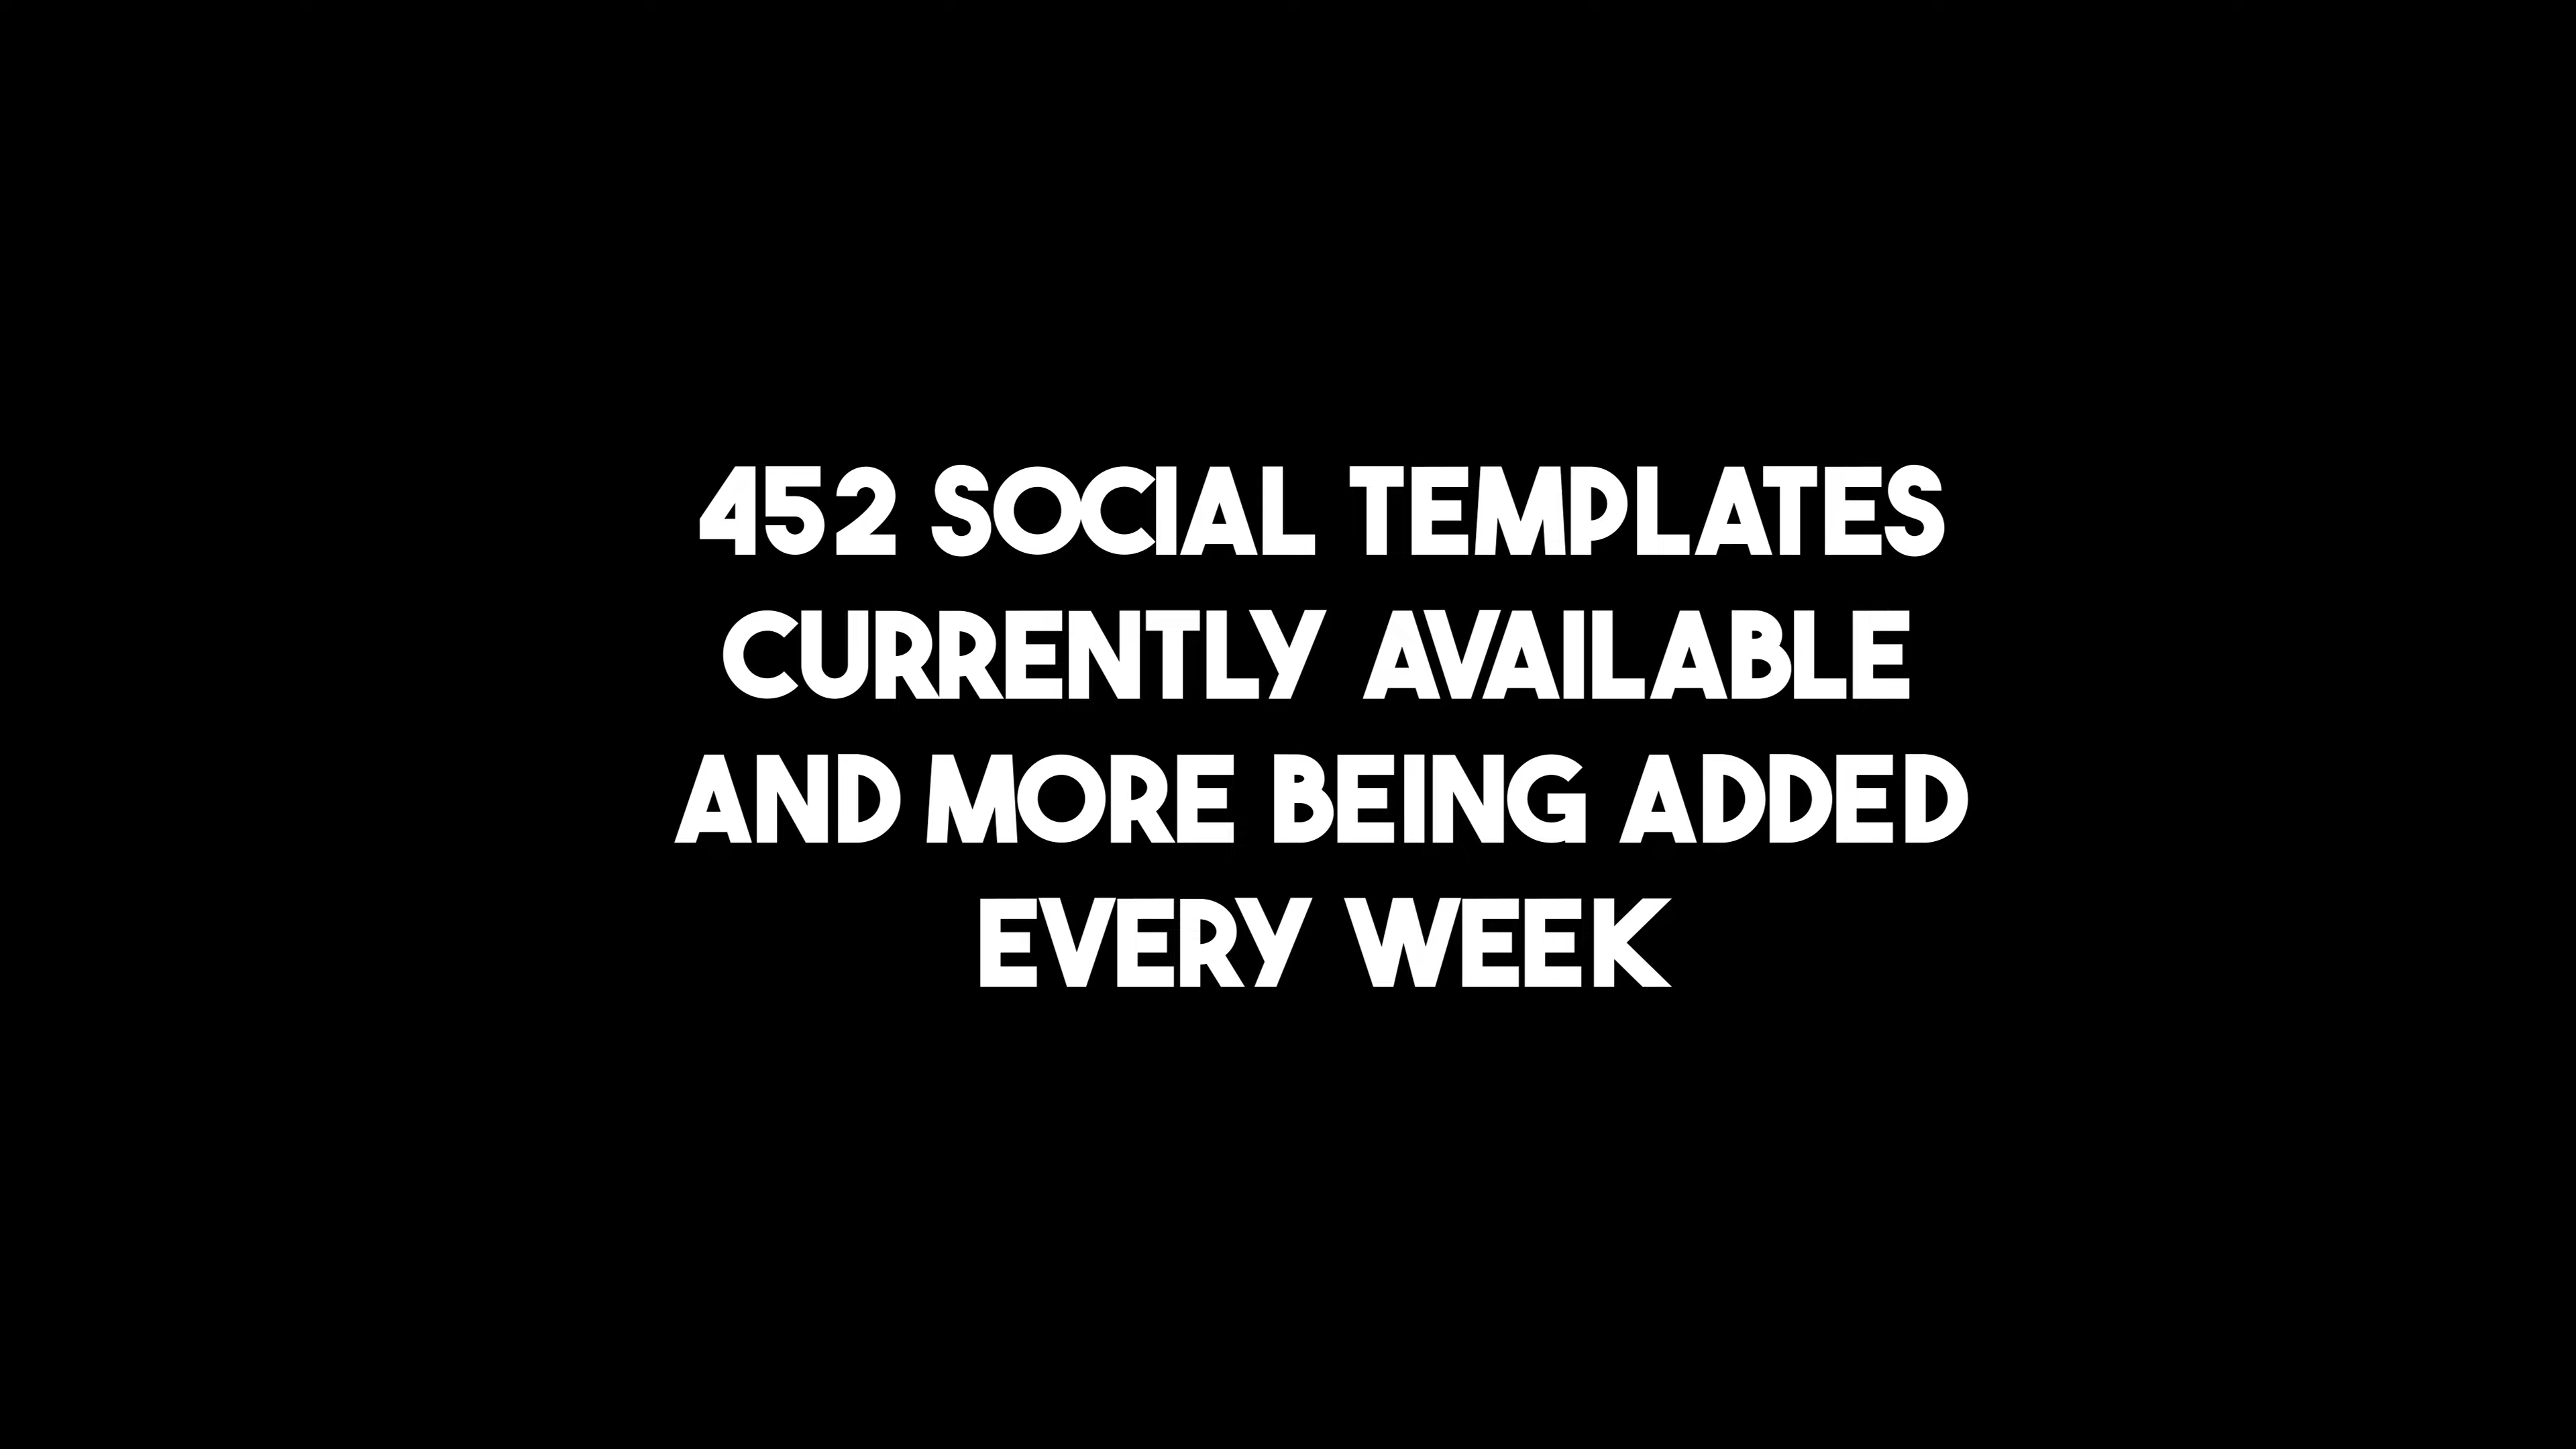 452 SOCIAL TEMPLATES
CURRENTLY AVAILABLE
AND MORE BEING ADDED
EVERY WEEK